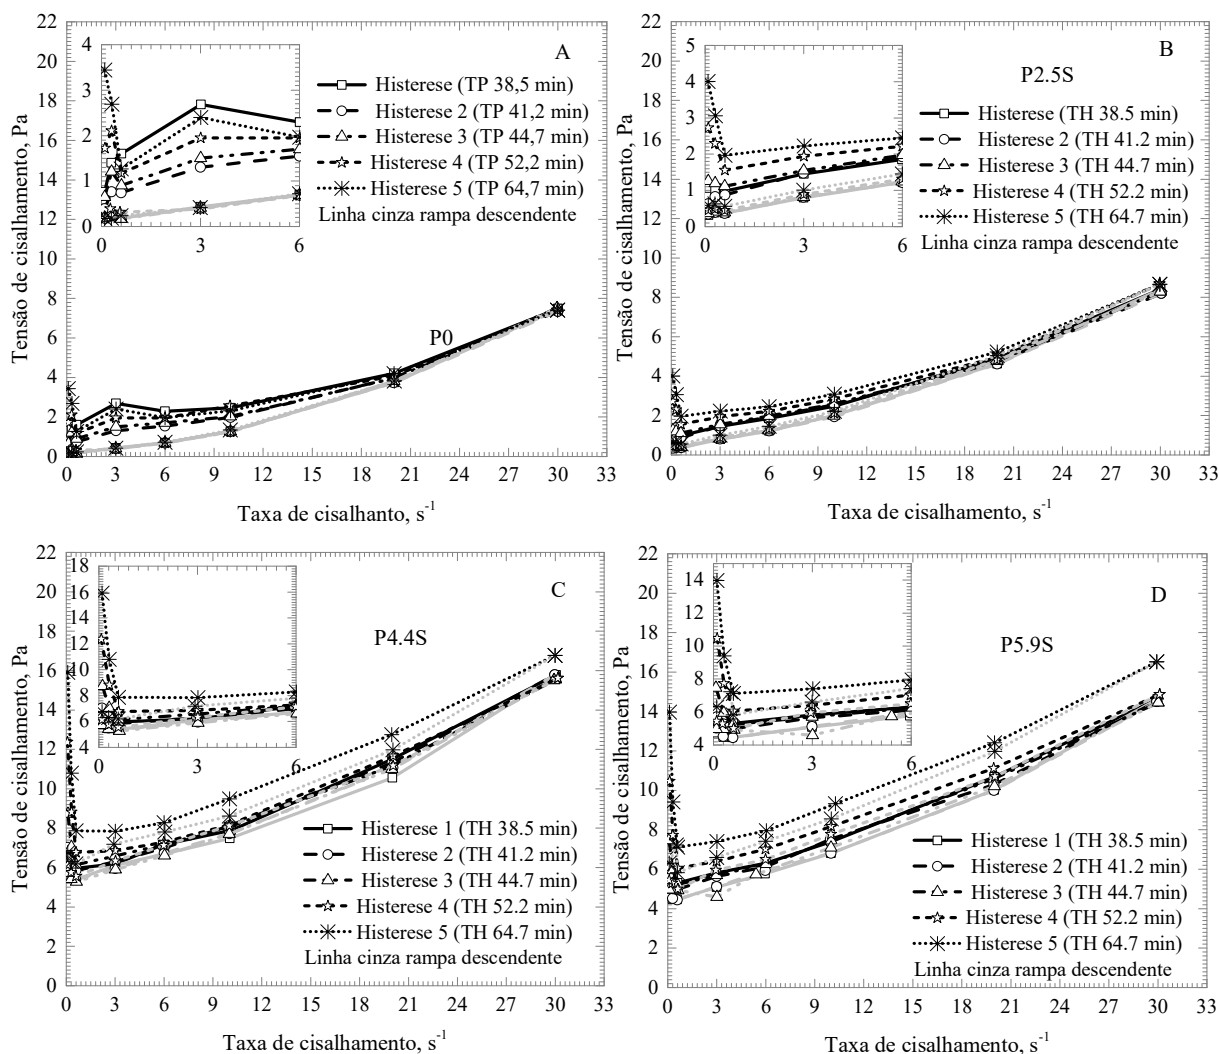 A
22
20
18
16
14
12
10
8
6
4
2
0
4
3
2
1
0
0 3 6
Histerese (TP 38,5 min)
Histerese 2 (TP 41,2 min)
Histerese 3 (TP 44,7 min)
Histerese 4 (TP 52,2 min)
Histerese 5 (TP 64,7 min)
Linha cinza rampa descendente
P0
Tensão de cisalhamento, Pa
0 3 6 9 12 15 18 21 24 27 30 33
Taxa de cisalhanto, s-1
B
22
20
18
16
14
12
10
8
6
4
2
0
5
4
3
2
1
0
0 3 6
P2.5S
Histerese (TH 38.5 min)
Histerese 2 (TH 41.2 min)
Histerese 3 (TH 44.7 min)
Histerese 4 (TH 52.2 min)
Histerese 5 (TH 64.7 min)
Linha cinza rampa descendente
Tensão de cisalhamento, Pa
0 3 6 9 12 15 18 21 24 27 30 33
Taxa de cisalhamento, s-1
C
22
20
18
16
14
12
10
8
6
4
2
0
18
16
14
12
10
8
6
4
0 3 6
P4.4S
Histerese 1 (TH 38.5 min)
Histerese 2 (TH 41.2 min)
Histerese 3 (TH 44.7 min)
Histerese 4 (TH 52.2 min)
Histerese 5 (TH 64.7 min)
Linha cinza rampa descendente
Tensão de cisalhamento, Pa
0 3 6 9 12 15 18 21 24 27 30 33
Taxa de cisalhamento, s-1
D
22
20
18
16
14
12
10
8
6
4
2
0
14
12
10
8
6
4
0 3 6
P5.9S
Histerese 1 (TH 38.5 min)
Histerese 2 (TH 41.2 min)
Histerese 3 (TH 44.7 min)
Histerese 4 (TH 52.2 min)
Histerese 5 (TH 64.7 min)
Linha cinza rampa descendente
Tensão de cisalhamento, Pa
0 3 6 9 12 15 18 21 24 27 30 33
Taxa de cisalhamento, s-1